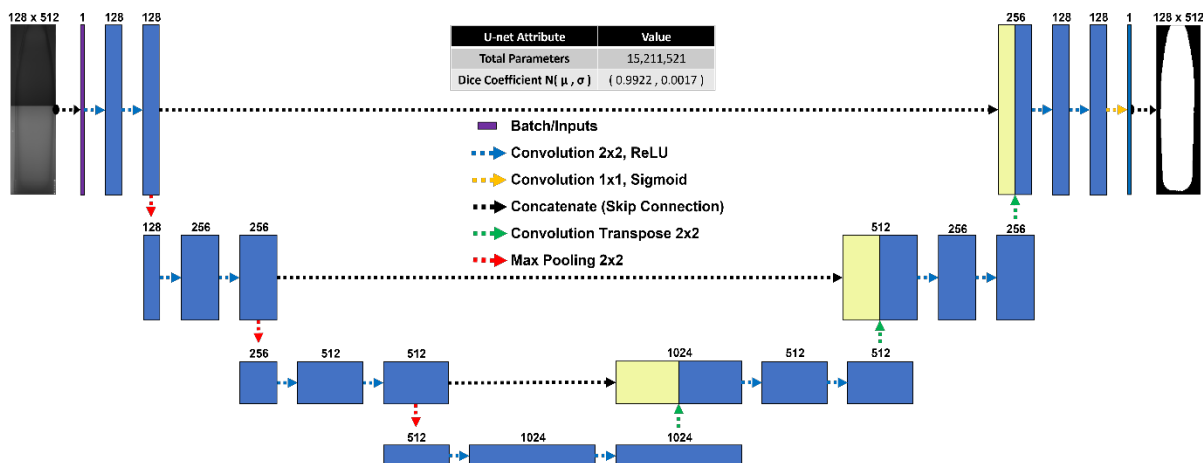 128 x 512 1 128 128 256 128 128 1 128 x 512
U-net Attribute Value
Total Parameters 15,211,521
Dice Coefficient N( μ , σ ) ( 0.9922 , 0.0017 )
Batch/Inputs
Convolution 2x2, ReLU
Convolution 1x1, Sigmoid
Concatenate (Skip Connection)
Convolution Transpose 2x2
Max Pooling 2x2
128 256 256 512 256 256
256 512 512 1024 512 512
512 1024 1024